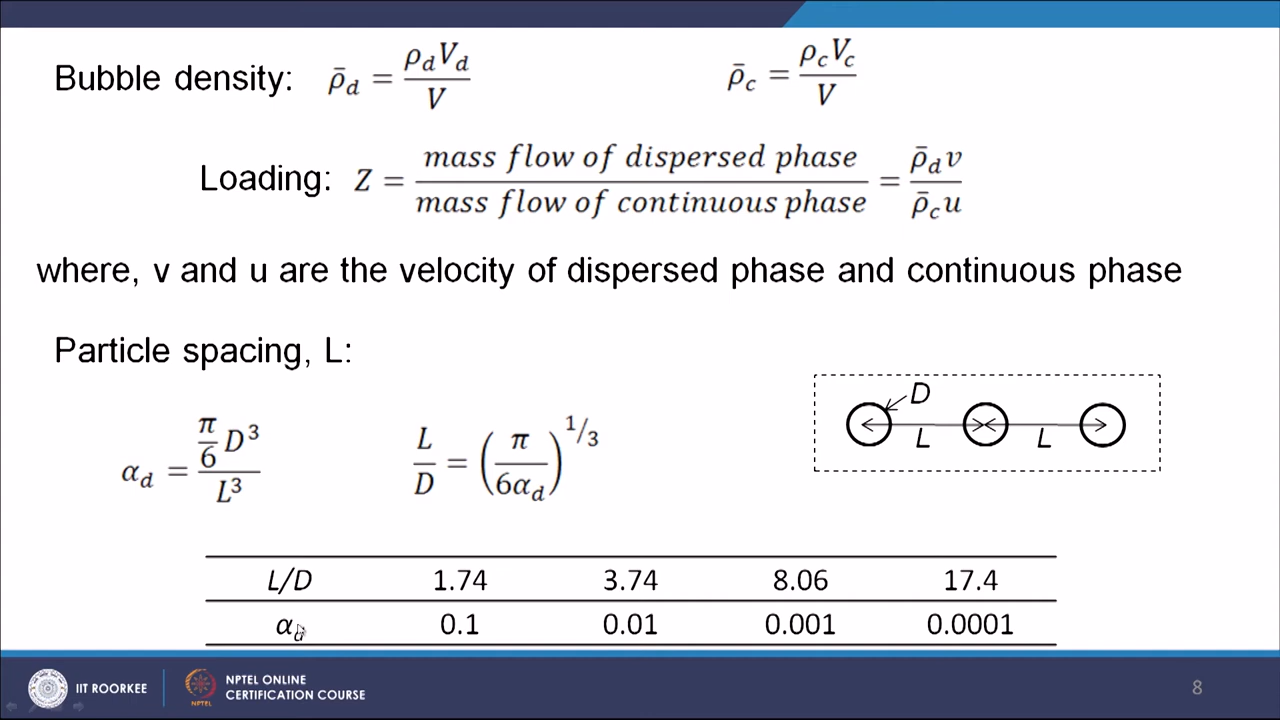 Bubble density: ρ̄_d = ρ_d V_d / V    ρ̄_c = ρ_c V_c / V
Loading: Z = mass flow of dispersed phase / mass flow of continuous phase = ρ̄_d v / ρ̄_c u
where, v and u are the velocity of dispersed phase and continuous phase
Particle spacing, L:
α_d = (π/6 D³) / L³    L/D = (π / 6α_d)^(1/3)
D
L L
L/D 1.74 3.74 8.06 17.4
α_d 0.1 0.01 0.001 0.0001
IIT ROORKEE
NPTEL ONLINE
CERTIFICATION COURSE
NPTEL
8